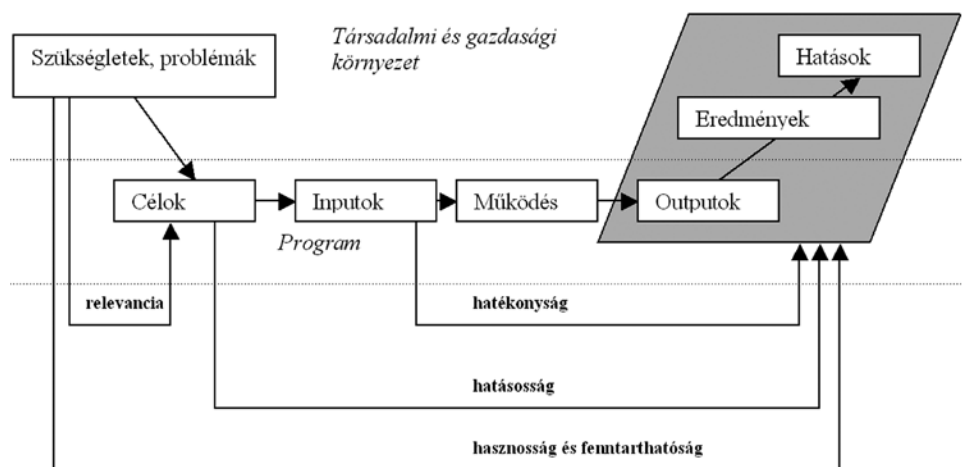 Társadalmi és gazdasági
környezet
Szükségletek, problémák
Hatások
Eredmények
Célok
Inputok
Működés
Outputok
Program
relevancia
hatékonyság
hatásosság
hasznosság és fenntarthatóság